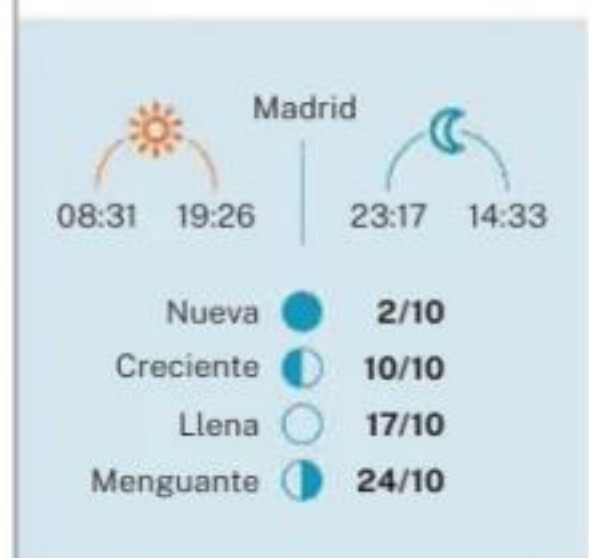 Madrid
08:31 19:26 23:17 14:33
Nueva 2/10
Creciente 10/10
Llena 17/10
Menguante 24/10